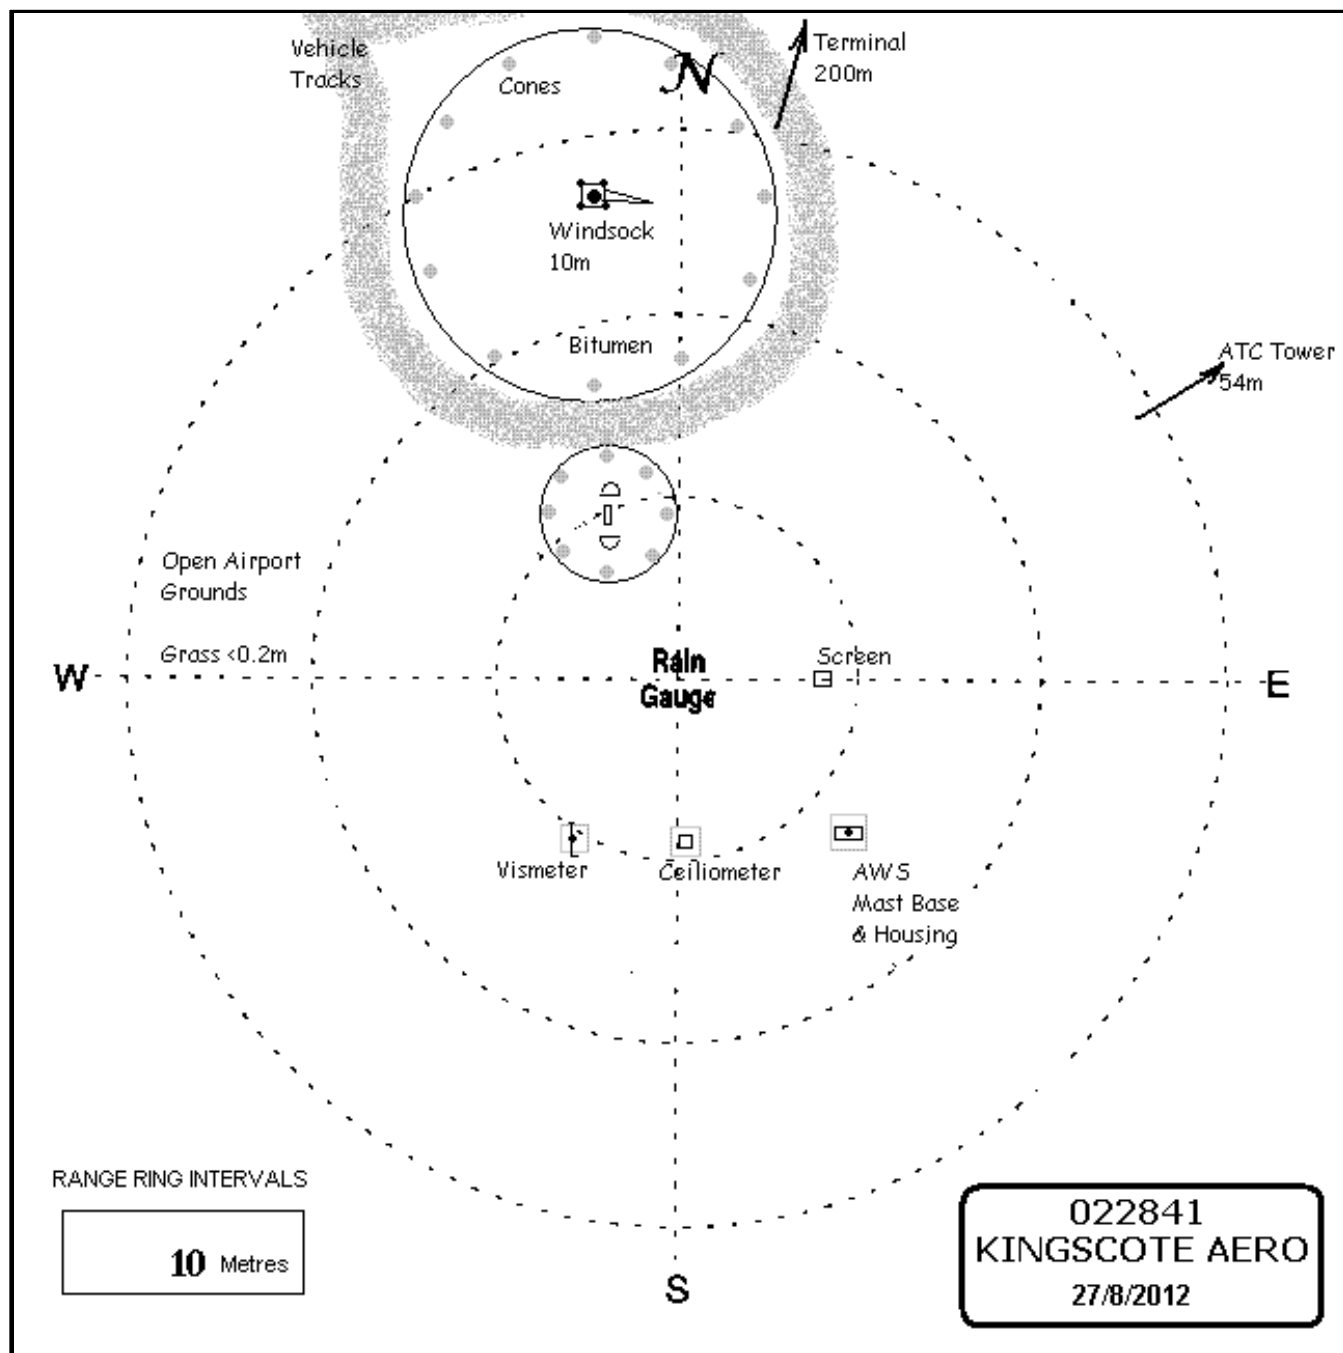 Vehicle
Tracks
Cones
N
Terminal
200m
Windsock
10m
Bitumen
ATC Tower
54m
Open Airport
Grounds
Grass <0.2m
W
Rain
Gauge
Screen
E
Vismeter
Ceiliometer
AWS
Mast Base
& Housing
RANGE RING INTERVALS
10 Metres
S
022841
KINGSCOTE AERO
27/8/2012